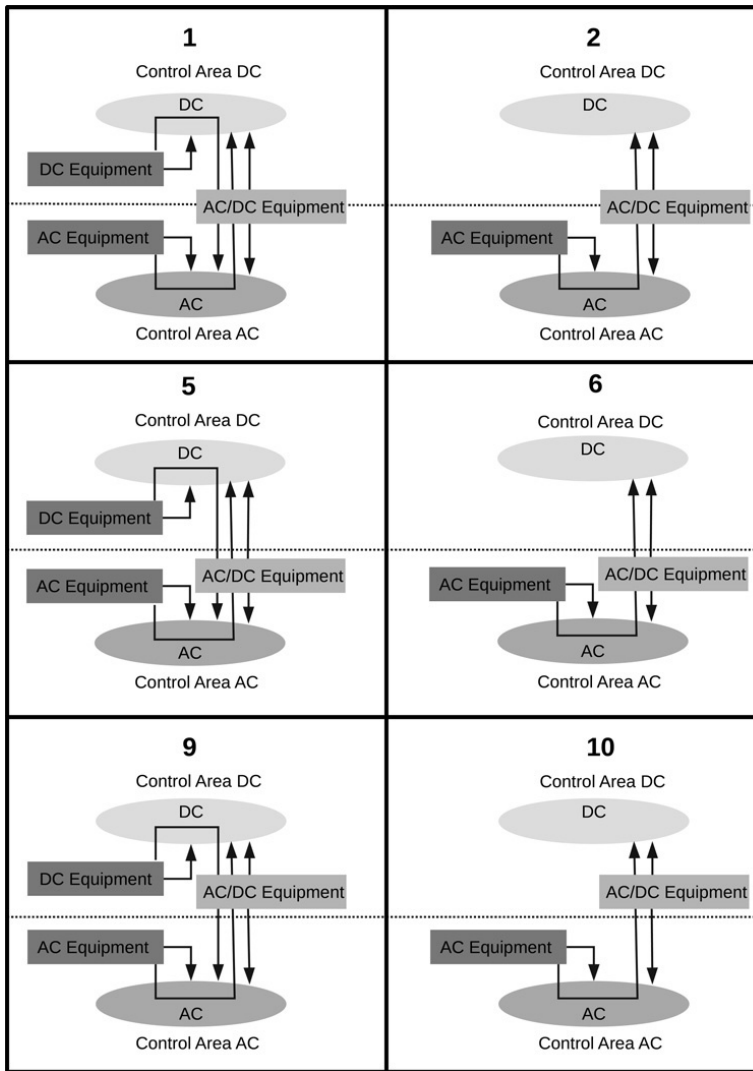 1
Control Area DC
DC
DC Equipment
AC/DC Equipment
AC Equipment
AC
Control Area AC
2
Control Area DC
DC
AC/DC Equipment
AC Equipment
AC
Control Area AC
5
Control Area DC
DC
DC Equipment
AC/DC Equipment
AC Equipment
AC
Control Area AC
6
Control Area DC
DC
AC/DC Equipment
AC Equipment
AC
Control Area AC
9
Control Area DC
DC
DC Equipment
AC/DC Equipment
AC Equipment
AC
Control Area AC
10
Control Area DC
DC
AC/DC Equipment
AC Equipment
AC
Control Area AC